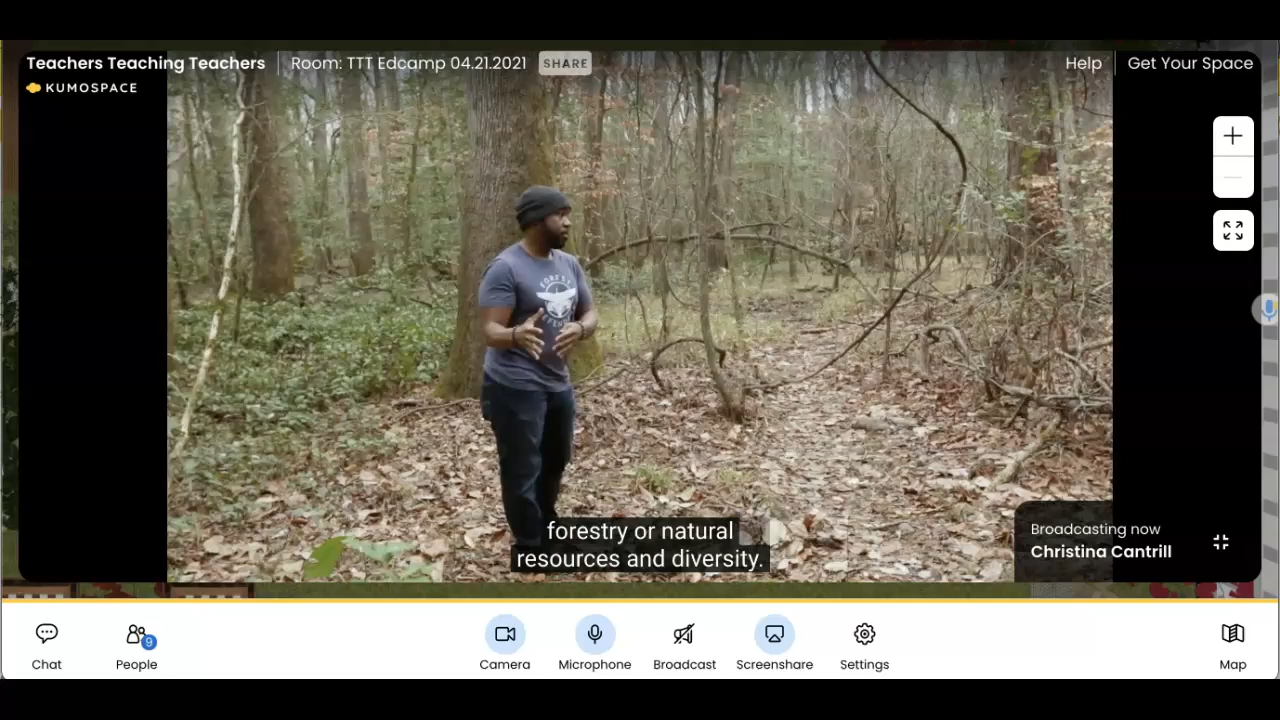 Teachers Teaching Teachers
Room: TTT Edcamp 04.21.2021
SHARE
Help
Get Your Space
KUMOSPACE
FOREST
forestry or natural
resources and diversity.
Broadcasting now
Christina Cantrill
9
Chat
People
Camera
Microphone
Broadcast
Screenshare
Settings
Map